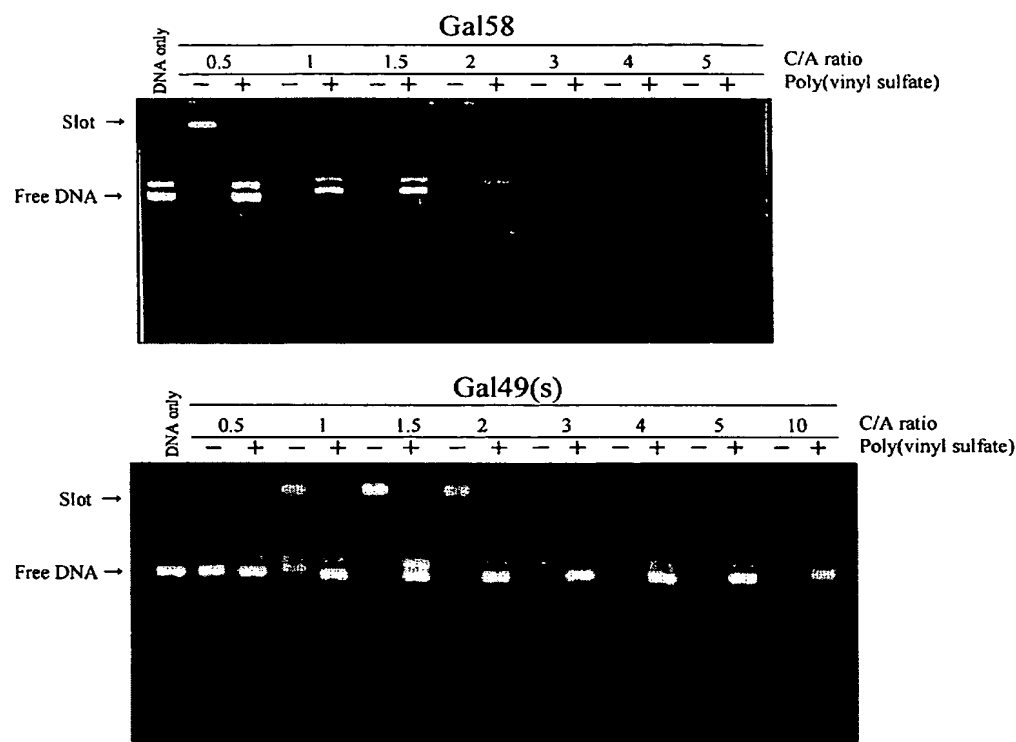 Gal58
DNA only
0.5 1 1.5 2 3 4 5 C/A ratio
− + − + − + − + − + − + − + Poly(vinyl sulfate)
Slot →
Free DNA →
Gal49(s)
DNA only
0.5 1 1.5 2 3 4 5 10 C/A ratio
− + − + − + − + − + − + − + − + Poly(vinyl sulfate)
Slot →
Free DNA →